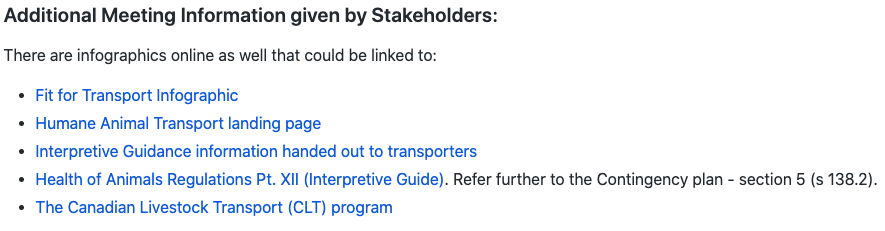 Additional Meeting Information given by Stakeholders:
There are infographics online as well that could be linked to:
• Fit for Transport Infographic
• Humane Animal Transport landing page
• Interpretive Guidance information handed out to transporters
• Health of Animals Regulations Pt. XII (Interpretive Guide). Refer further to the Contingency plan - section 5 (s 138.2).
• The Canadian Livestock Transport (CLT) program